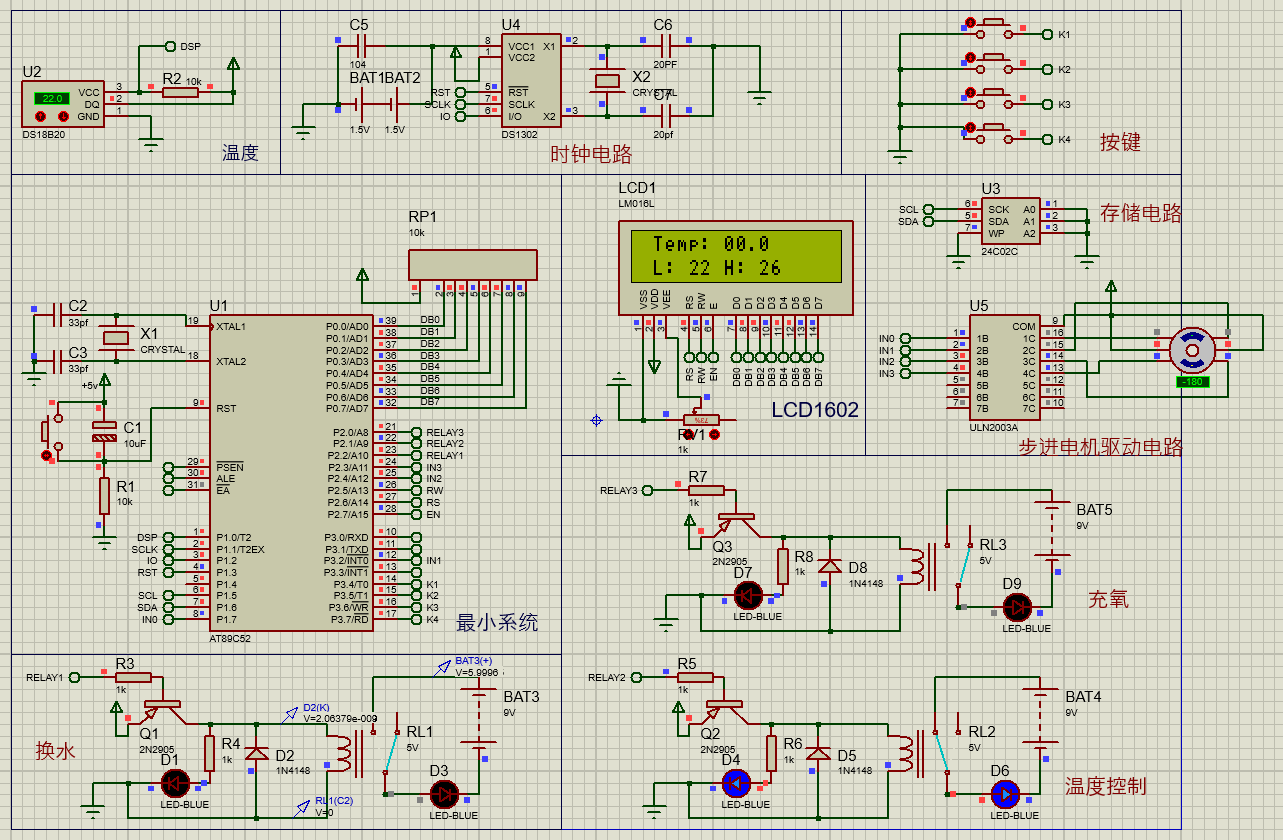 U2
DSP
R2
10k
22.0
VCC 3
DQ 2
GND 1
DS18B20
温度
C5
104
BAT1 BAT2
1.5V 1.5V
U4
8 VCC1 X1 2
1 VCC2
RST 5 RST
SCLK 7 SCLK
IO 6 I/O X2 3
DS1302
C6
20PF
X2
CRYSTAL
C7
20pf
时钟电路
K1
K2
K3
K4
按键
RP1
10k
1 2 3 4 5 6 7 8 9
C2
33pf
X1
CRYSTAL
C3
33pf
+5v
C1
10uF
R1
10k
U1
19 XTAL1
18 XTAL2
9 RST
29 PSEN
30 ALE
31 EA
DSP 1 P1.0/T2
SCLK 2 P1.1/T2EX
IO 3 P1.2
RST 4 P1.3
5 P1.4
SCL 6 P1.5
SDA 7 P1.6
IN0 8 P1.7
P0.0/AD0 39 DB0
P0.1/AD1 38 DB1
P0.2/AD2 37 DB2
P0.3/AD3 36 DB3
P0.4/AD4 35 DB4
P0.5/AD5 34 DB5
P0.6/AD6 33 DB6
P0.7/AD7 32 DB7
P2.0/A8 21 RELAY3
P2.1/A9 22 RELAY2
P2.2/A10 23 RELAY1
P2.3/A11 24 IN3
P2.4/A12 25 IN2
P2.5/A13 26 RW
P2.6/A14 27 RS
P2.7/A15 28 EN
P3.0/RXD 10
P3.1/TXD 11
P3.2/INT0 12 IN1
P3.3/INT1 13
P3.4/T0 14 K1
P3.5/T1 15 K2
P3.6/WR 16 K3
P3.7/RD 17 K4
AT89C52
最小系统
LCD1
LM016L
Temp: 00.0
L: 22 H: 26
VSS VDD VEE RS RW E D0 D1 D2 D3 D4 D5 D6 D7
1 2 3 4 5 6 7 8 9 10 11 12 13 14
RS RW EN DB0 DB1 DB2 DB3 DB4 DB5 DB6 DB7
73%
RV1
1k
LCD1602
U3
SCL 6 SCK A0 1
SDA 5 SDA A1 2
7 WP A2 3
24C02C
存储电路
U5
COM 9
IN0 1 1B 1C 16
IN1 2 2B 2C 15
IN2 3 3B 3C 14
IN3 4 4B 4C 13
5 5B 5C 12
6 6B 6C 11
7 7B 7C 10
ULN2003A
-180
步进电机驱动电路
RELAY3
R7
1k
Q3
2N2905
R8
1k
D7
LED-BLUE
D8
1N4148
RL3
5V
BAT5
9V
D9
LED-BLUE
充氧
RELAY1
R3
1k
Q1
2N2905
R4
1k
D1
LED-BLUE
D2
1N4148
D2(K)
V=2.06379e-009
RL1(C2)
V=0
BAT3(+)
V=5.9996
RL1
5V
BAT3
9V
D3
LED-BLUE
换水
RELAY2
R5
1k
Q2
2N2905
R6
1k
D4
LED-BLUE
D5
1N4148
RL2
5V
BAT4
9V
D6
LED-BLUE
温度控制